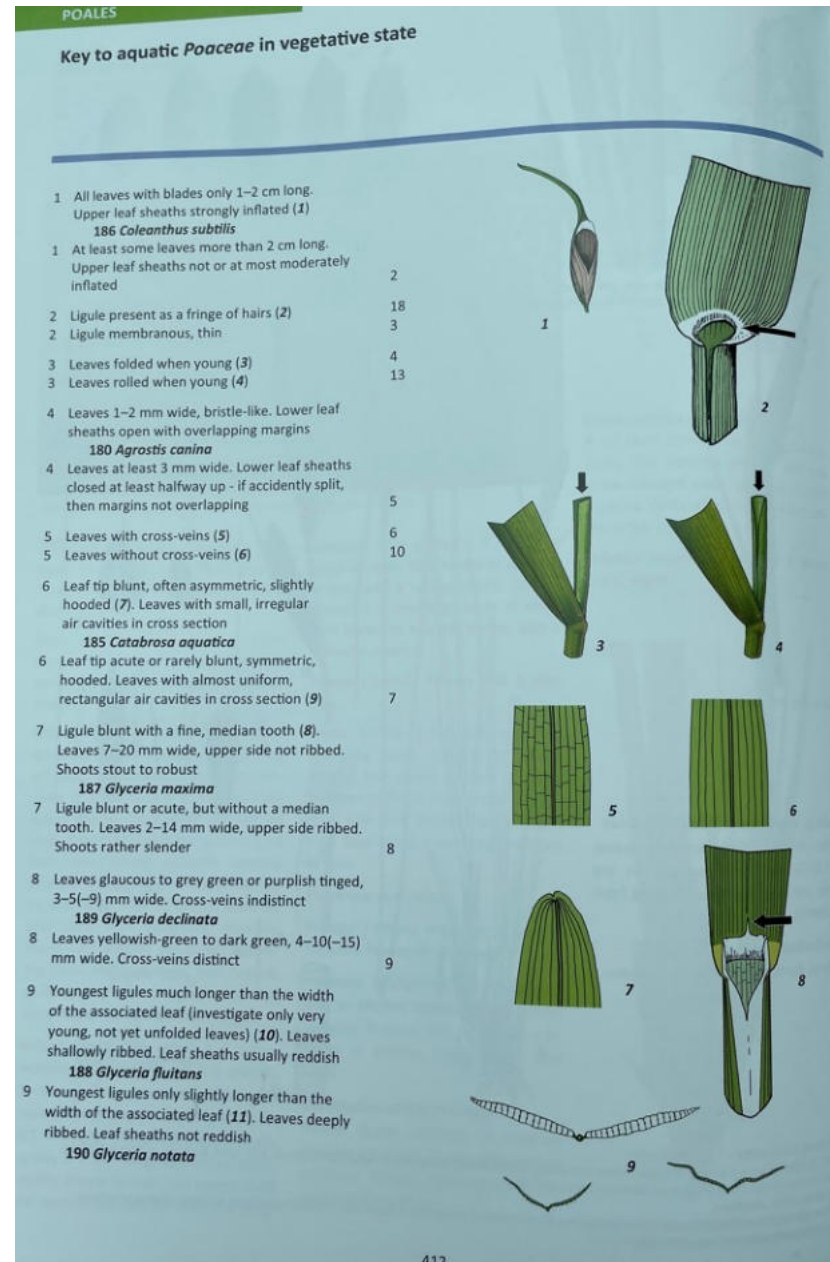 POALES
Key to aquatic Poaceae in vegetative state
1 All leaves with blades only 1–2 cm long.
Upper leaf sheaths strongly inflated (1)
186 Coleanthus subtilis
1 At least some leaves more than 2 cm long.
Upper leaf sheaths not or at most moderately
inflated 2
2 Ligule present as a fringe of hairs (2) 18
2 Ligule membranous, thin 3
3 Leaves folded when young (3) 4
3 Leaves rolled when young (4) 13
4 Leaves 1–2 mm wide, bristle-like. Lower leaf
sheaths open with overlapping margins
180 Agrostis canina
4 Leaves at least 3 mm wide. Lower leaf sheaths
closed at least halfway up - if accidently split,
then margins not overlapping 5
5 Leaves with cross-veins (5) 6
5 Leaves without cross-veins (6) 10
6 Leaf tip blunt, often asymmetric, slightly
hooded (7). Leaves with small, irregular
air cavities in cross section
185 Catabrosa aquatica
6 Leaf tip acute or rarely blunt, symmetric,
hooded. Leaves with almost uniform,
rectangular air cavities in cross section (9) 7
7 Ligule blunt with a fine, median tooth (8).
Leaves 7–20 mm wide, upper side not ribbed.
Shoots stout to robust
187 Glyceria maxima
7 Ligule blunt or acute, but without a median
tooth. Leaves 2–14 mm wide, upper side ribbed.
Shoots rather slender 8
8 Leaves glaucous to grey green or purplish tinged,
3–5(–9) mm wide. Cross-veins indistinct
189 Glyceria declinata
8 Leaves yellowish-green to dark green, 4–10(–15)
mm wide. Cross-veins distinct 9
9 Youngest ligules much longer than the width
of the associated leaf (investigate only very
young, not yet unfolded leaves) (10). Leaves
shallowly ribbed. Leaf sheaths usually reddish
188 Glyceria fluitans
9 Youngest ligules only slightly longer than the
width of the associated leaf (11). Leaves deeply
ribbed. Leaf sheaths not reddish
190 Glyceria notata
1
2
3
4
5
6
7
8
9
413